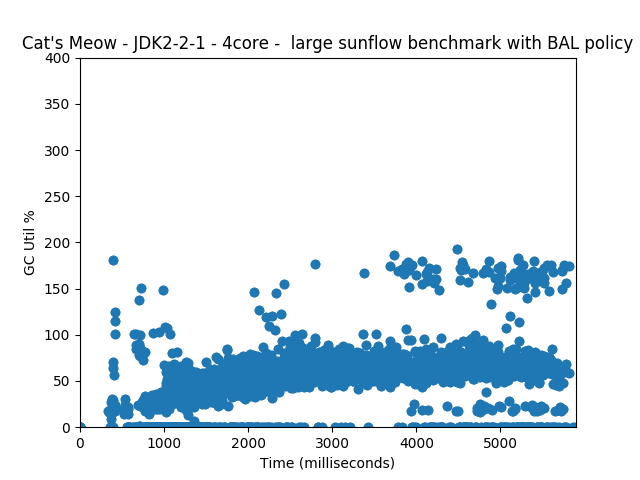 Cat's Meow - JDK2-2-1 - 4core -  large sunflow benchmark with BAL policy
400
350
300
250
200
150
100
50
0
GC Util %
0 1000 2000 3000 4000 5000
Time (milliseconds)